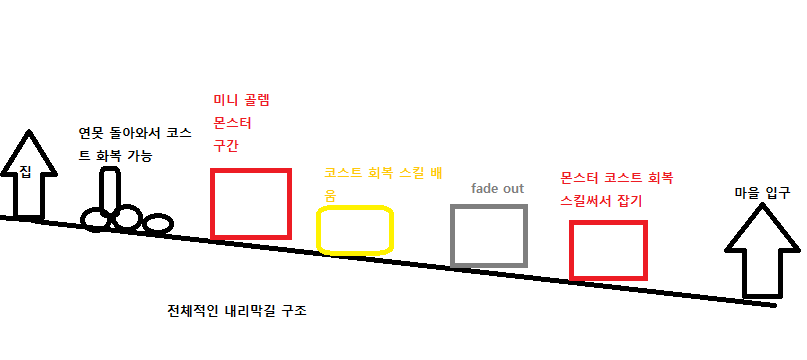 집
연못 돌아와서 코스
트 회복 가능
미니 골렘
몬스터
구간
코스트 회복 스킬 배
움
fade out
몬스터 코스트 회복
스킬써서 잡기
마을 입구
전체적인 내리막길 구조